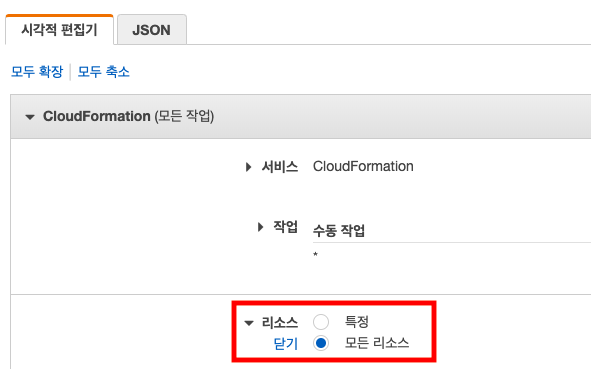 시각적 편집기 JSON
모두 확장 모두 축소
CloudFormation (모든 작업)
서비스 CloudFormation
작업 수동 작업
*
리소스 특정
닫기 모든 리소스